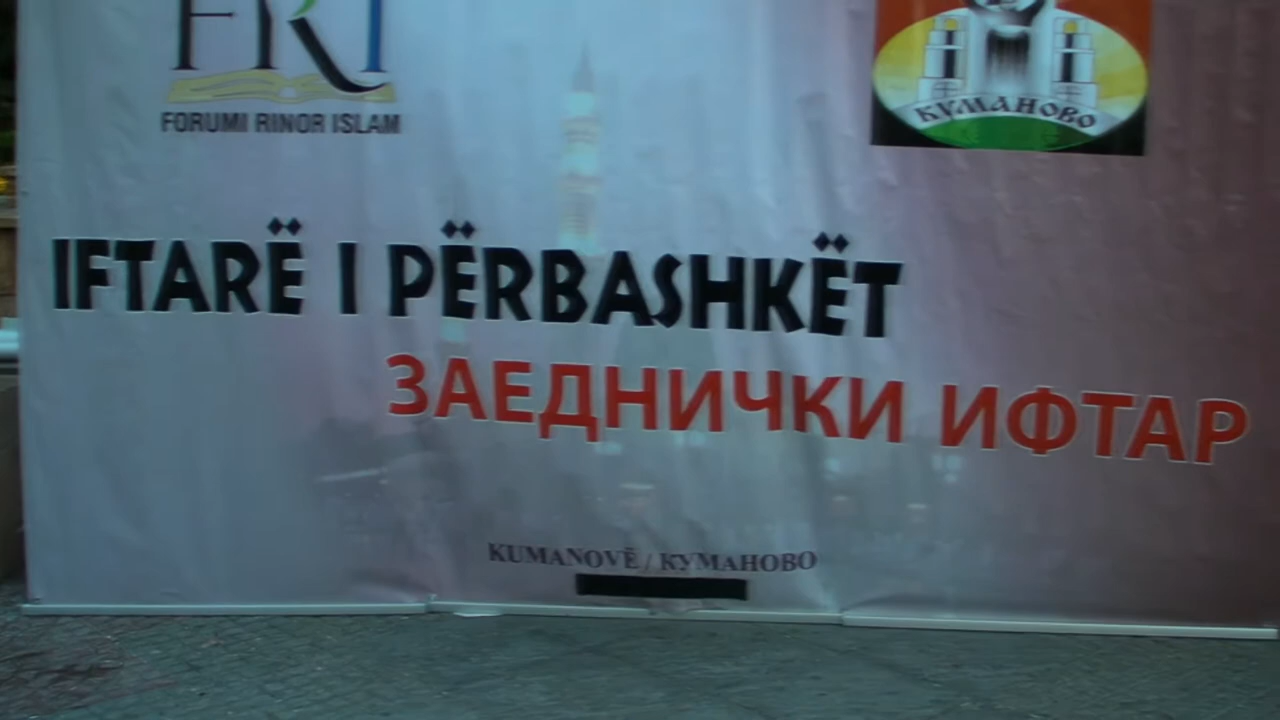 FRI
FORUMI RINOR ISLAM
КУМАНОВО
IFTARË I PËRBASHKËT
ЗАЕДНИЧКИ ИФТАР
KUMANOVË / КУМАНОВО